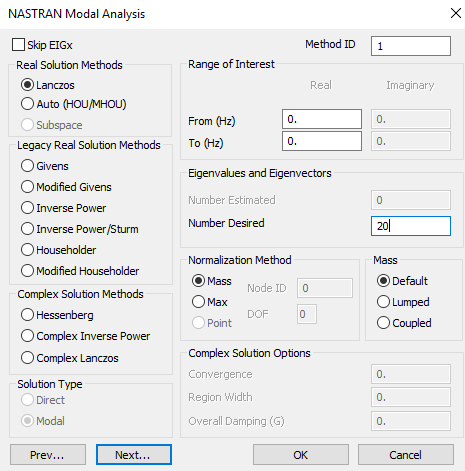 NASTRAN Modal Analysis
Skip EIGx
Method ID 1
Real Solution Methods
Lanczos
Auto (HOU/MHOU)
Subspace
Legacy Real Solution Methods
Givens
Modified Givens
Inverse Power
Inverse Power/Sturm
Householder
Modified Householder
Complex Solution Methods
Hessenberg
Complex Inverse Power
Complex Lanczos
Solution Type
Direct
Modal
Range of Interest
Real Imaginary
From (Hz) 0. 0.
To (Hz) 0. 0.
Eigenvalues and Eigenvectors
Number Estimated 0
Number Desired 20
Normalization Method
Mass Node ID 0
Max DOF 0
Point
Mass
Default
Lumped
Coupled
Complex Solution Options
Convergence 0.
Region Width 0.
Overall Damping (G) 0.
Prev... Next... OK Cancel